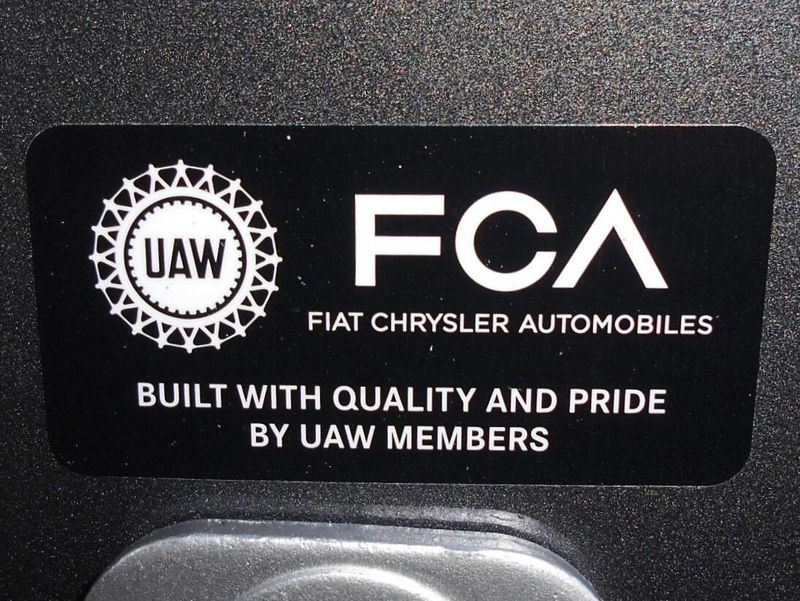 UAW
FCA
FIAT CHRYSLER AUTOMOBILES
BUILT WITH QUALITY AND PRIDE
BY UAW MEMBERS